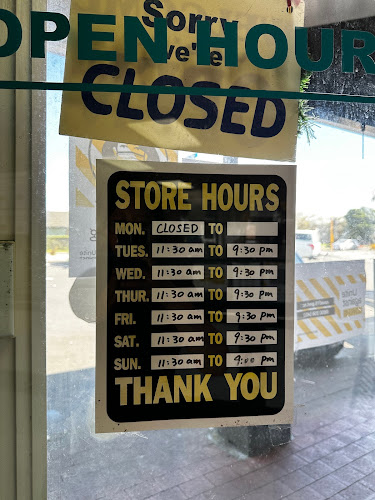 Sorry
we're
OPEN HOUR
CLOSED
STORE HOURS
MON. CLOSED TO
TUES. 11:30 am TO 9:30 pm
WED. 11:30 am TO 9:30 pm
THUR. 11:30 am TO 9:30 pm
FRI. 11:30 am TO 9:30 pm
SAT. 11:30 am TO 9:30 pm
SUN. 11:30 am TO 9:00 pm
THANK YOU
Unite